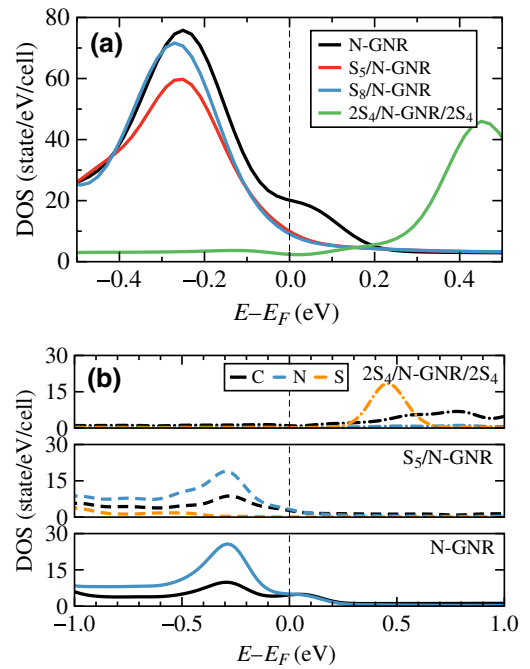 (a)
N-GNR
S₅/N-GNR
S₈/N-GNR
2S₄/N-GNR/2S₄
DOS (state/eV/cell)
80
60
40
20
0
−0.4 −0.2 0.0 0.2 0.4
E–E_F (eV)
(b)
C N S 2S₄/N-GNR/2S₄
30
15
0
S₅/N-GNR
30
15
0
N-GNR
30
15
0
DOS (state/eV/cell)
−1.0 −0.5 0.0 0.5 1.0
E–E_F (eV)